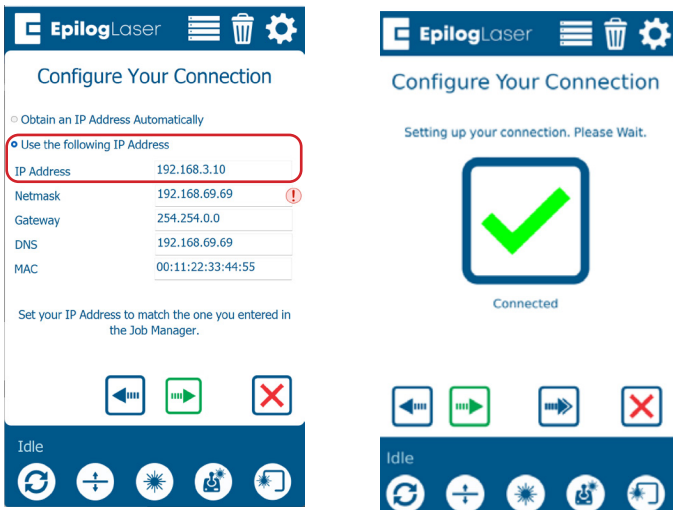 EpilogLaser
Configure Your Connection
Obtain an IP Address Automatically
Use the following IP Address
IP Address 192.168.3.10
Netmask 192.168.69.69 !
Gateway 254.254.0.0
DNS 192.168.69.69
MAC 00:11:22:33:44:55
Set your IP Address to match the one you entered in
the Job Manager.
Idle
EpilogLaser
Configure Your Connection
Setting up your connection. Please Wait.
Connected
Idle